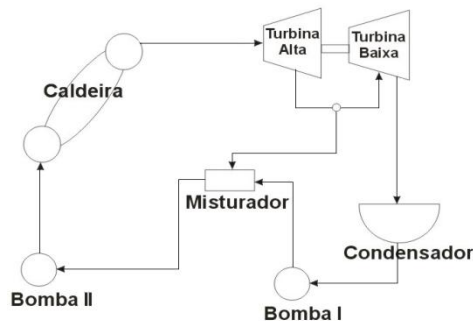 Turbina
Alta
Turbina
Baixa
Caldeira
Misturador
Condensador
Bomba II
Bomba I